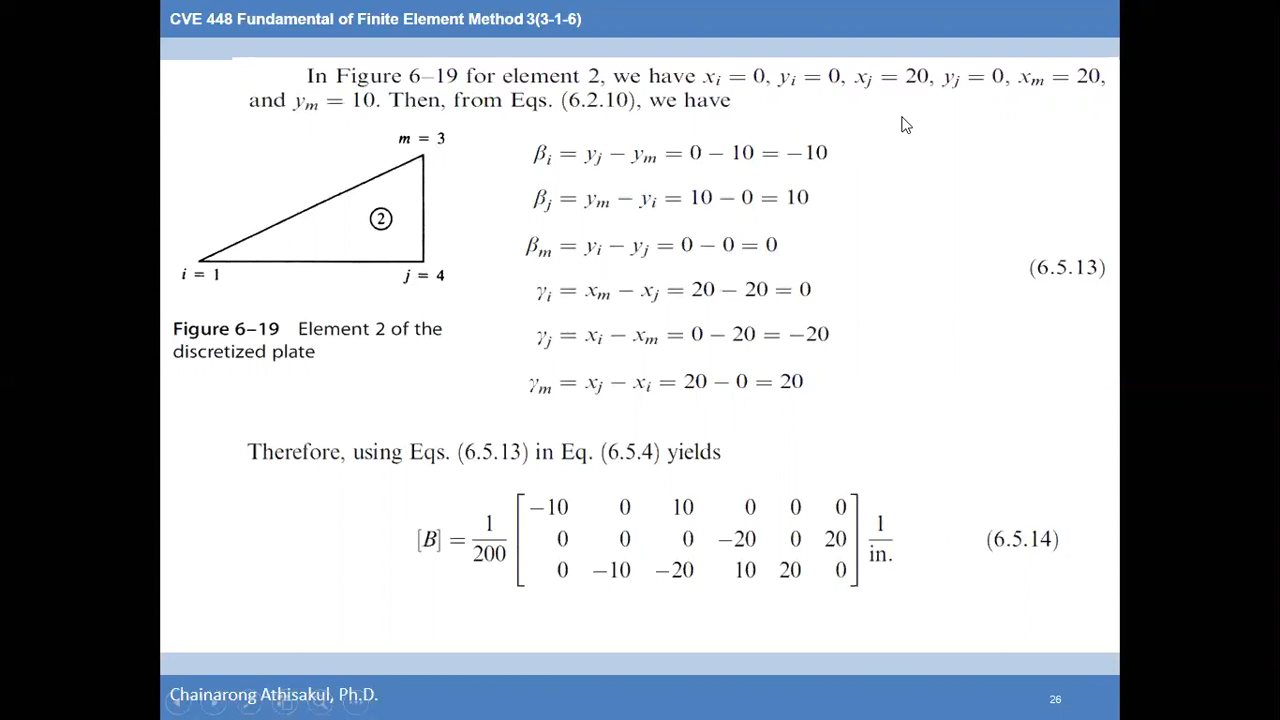 CVE 448 Fundamental of Finite Element Method 3(3-1-6)
In Figure 6–19 for element 2, we have xᵢ = 0, yᵢ = 0, xⱼ = 20, yⱼ = 0, xₘ = 20,
and yₘ = 10. Then, from Eqs. (6.2.10), we have
m = 3
2
i = 1
j = 4
Figure 6–19 Element 2 of the
discretized plate
βᵢ = yⱼ − yₘ = 0 − 10 = −10
βⱼ = yₘ − yᵢ = 10 − 0 = 10
βₘ = yᵢ − yⱼ = 0 − 0 = 0
γᵢ = xₘ − xⱼ = 20 − 20 = 0
γⱼ = xᵢ − xₘ = 0 − 20 = −20
γₘ = xⱼ − xᵢ = 20 − 0 = 20
(6.5.13)
Therefore, using Eqs. (6.5.13) in Eq. (6.5.4) yields
[B] = 1/200
−10 0 10 0 0 0
0 0 0 −20 0 20
0 −10 −20 10 20 0
1/in.
(6.5.14)
Chainarong Athisakul, Ph.D.
26